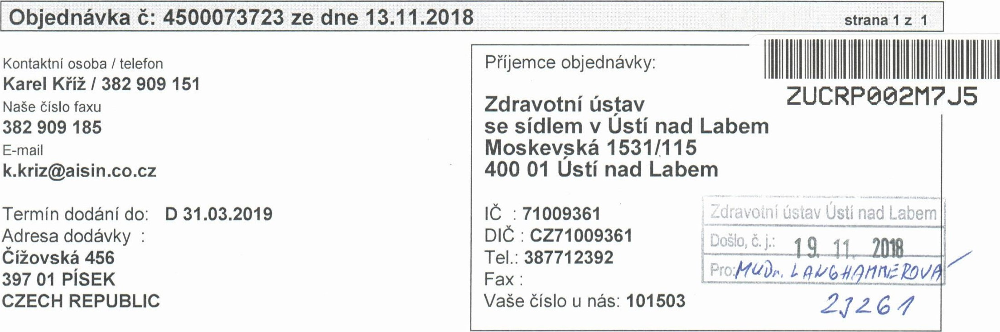 Objednávka č: 4500073723 ze dne 13.11.2018
strana 1 z 1
Kontaktní osoba / telefon
Karel Kříž / 382 909 151
Naše číslo faxu
382 909 185
E-mail
k.kriz@aisin.co.cz
Termín dodání do: D 31.03.2019
Adresa dodávky :
Čížovská 456
397 01 PÍSEK
CZECH REPUBLIC
Příjemce objednávky:
ZUCRP002M7J5
Zdravotní ústav
se sídlem v Ústí nad Labem
Moskevská 1531/115
400 01 Ústí nad Labem
IČ : 71009361
DIČ : CZ71009361
Tel.: 387712392
Fax :
Vaše číslo u nás: 101503
Zdravotní ústav Ústí nad Labem
Došlo, č. j.: 19. 11. 2018
Pro: MUDr. LANGHAMMEROVÁ